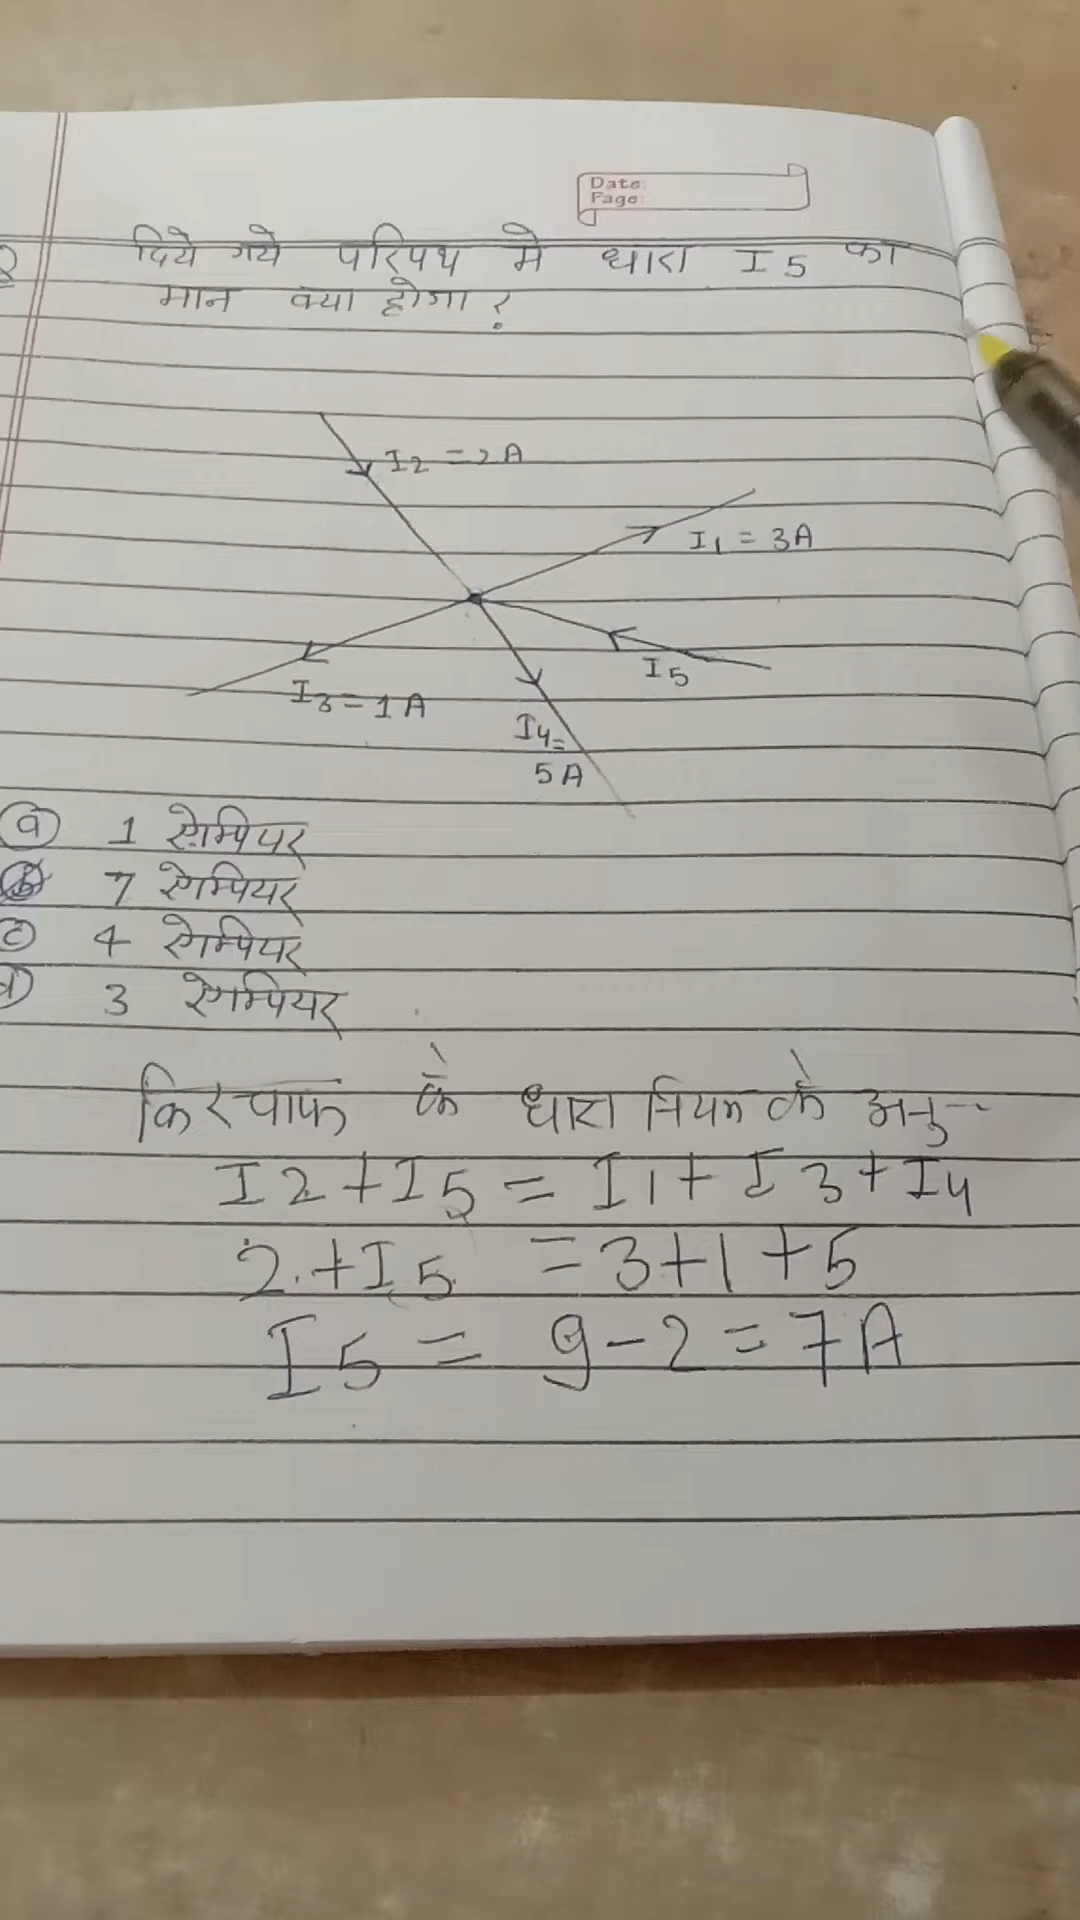 Date:
Page:
दिये गये परिपथ मे धारा I5 का
मान क्या होगा?
I2 = 2A
I1 = 3A
I5
I3 = 1A
I4=
5A
(a) 1 ऐम्पियर
(b) 7 ऐम्पियर
(c) 4 ऐम्पियर
(d) 3 ऐम्पियर
किरचाफ के धारा नियम के अनु--
I2+I5 = I1+I3+I4
2.+I5 = 3+1+5
I5 = 9-2=7A